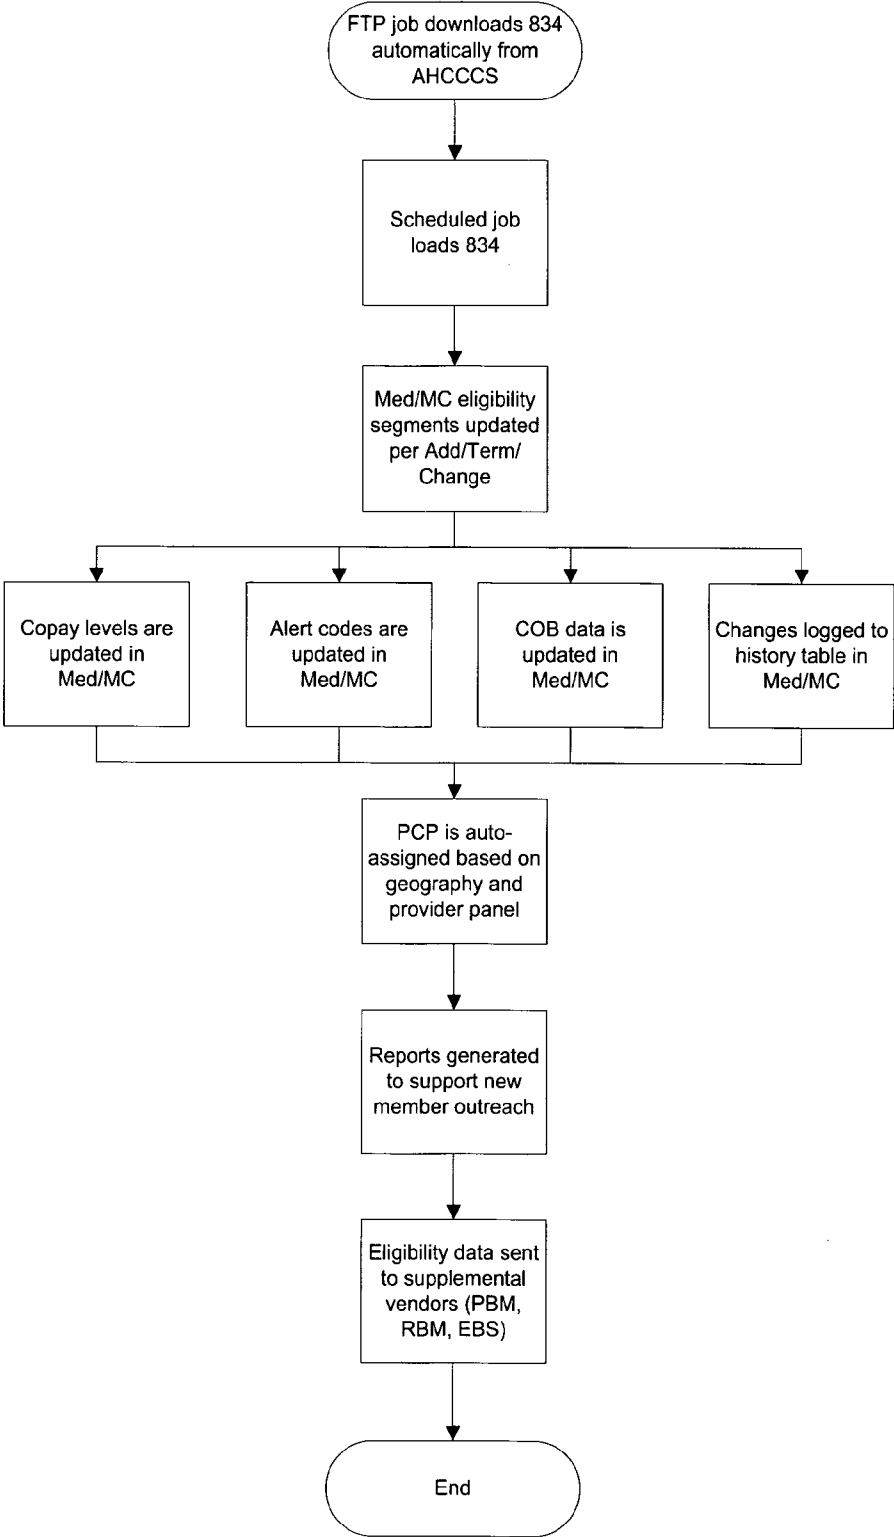 FTP job downloads 834
automatically from
AHCCCS
Scheduled job
loads 834
Med/MC eligibility
segments updated
per Add/Term/
Change
Copay levels are
updated in
Med/MC
Alert codes are
updated in
Med/MC
COB data is
updated in
Med/MC
Changes logged to
history table in
Med/MC
PCP is auto-
assigned based on
geography and
provider panel
Reports generated
to support new
member outreach
Eligibility data sent
to supplemental
vendors (PBM,
RBM, EBS)
End